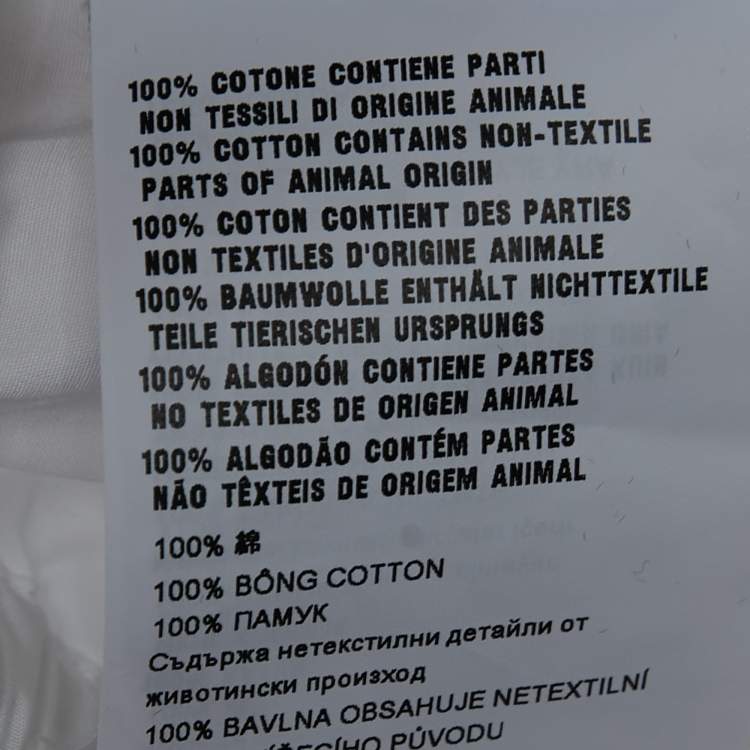 100% COTONE CONTIENE PARTI
NON TESSILI DI ORIGINE ANIMALE
100% COTTON CONTAINS NON-TEXTILE
PARTS OF ANIMAL ORIGIN
100% COTON CONTIENT DES PARTIES
NON TEXTILES D'ORIGINE ANIMALE
100% BAUMWOLLE ENTHÄLT NICHTTEXTILE
TEILE TIERISCHEN URSPRUNGS
100% ALGODÓN CONTIENE PARTES
NO TEXTILES DE ORIGEN ANIMAL
100% ALGODÃO CONTÉM PARTES
NÃO TÊXTEIS DE ORIGEM ANIMAL
100% 綿
100% BÔNG COTTON
100% ПАМУК
Съдържа нетекстилни детайли от
животински произход
100% BAVLNA OBSAHUJE NETEXTILNÍ
PŮVODU